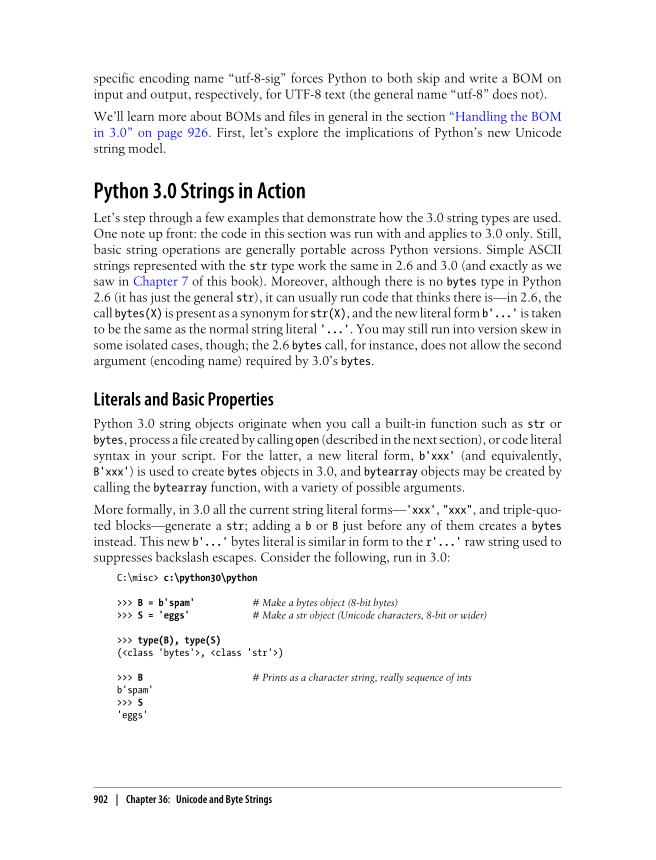 specific encoding name “utf-8-sig” forces Python to both skip and write a BOM on
input and output, respectively, for UTF-8 text (the general name “utf-8” does not).
We’ll learn more about BOMs and files in general in the section “Handling the BOM
in 3.0” on page 926. First, let’s explore the implications of Python’s new Unicode
string model.
Python 3.0 Strings in Action
Let’s step through a few examples that demonstrate how the 3.0 string types are used.
One note up front: the code in this section was run with and applies to 3.0 only. Still,
basic string operations are generally portable across Python versions. Simple ASCII
strings represented with the str type work the same in 2.6 and 3.0 (and exactly as we
saw in Chapter 7 of this book). Moreover, although there is no bytes type in Python
2.6 (it has just the general str), it can usually run code that thinks there is—in 2.6, the
call bytes(X) is present as a synonym for str(X), and the new literal form b'...' is taken
to be the same as the normal string literal '...'. You may still run into version skew in
some isolated cases, though; the 2.6 bytes call, for instance, does not allow the second
argument (encoding name) required by 3.0’s bytes.
Literals and Basic Properties
Python 3.0 string objects originate when you call a built-in function such as str or
bytes, process a file created by calling open (described in the next section), or code literal
syntax in your script. For the latter, a new literal form, b'xxx' (and equivalently,
B'xxx') is used to create bytes objects in 3.0, and bytearray objects may be created by
calling the bytearray function, with a variety of possible arguments.
More formally, in 3.0 all the current string literal forms—'xxx', "xxx", and triple-quo-
ted blocks—generate a str; adding a b or B just before any of them creates a bytes
instead. This new b'...' bytes literal is similar in form to the r'...' raw string used to
suppresses backslash escapes. Consider the following, run in 3.0:
C:\misc> c:\python30\python
>>> B = b'spam' # Make a bytes object (8-bit bytes)
>>> S = 'eggs' # Make a str object (Unicode characters, 8-bit or wider)
>>> type(B), type(S)
(<class 'bytes'>, <class 'str'>)
>>> B # Prints as a character string, really sequence of ints
b'spam'
>>> S
'eggs'
902 | Chapter 36: Unicode and Byte Strings